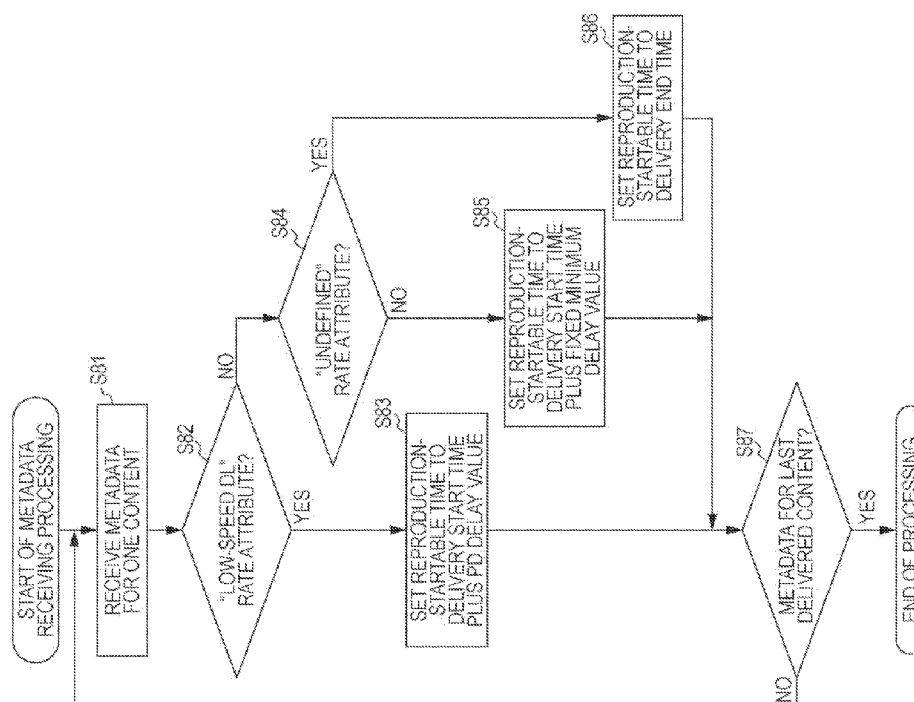 START OF METADATA
RECEIVING PROCESSING
S81
RECEIVE METADATA
FOR ONE CONTENT
S82
"LOW-SPEED DL"
RATE ATTRIBUTE?
NO
YES
S83
SET REPRODUCTION-
STARTABLE TIME TO
DELIVERY START TIME
PLUS PD DELAY VALUE
S84
"UNDEFINED"
RATE ATTRIBUTE?
YES
NO
S85
SET REPRODUCTION-
STARTABLE TIME TO
DELIVERY START TIME
PLUS FIXED MINIMUM
DELAY VALUE
S86
SET REPRODUCTION-
STARTABLE TIME TO
DELIVERY END TIME
S87
METADATA FOR LAST
DELIVERED CONTENT?
NO
YES
END OF PROCESSING